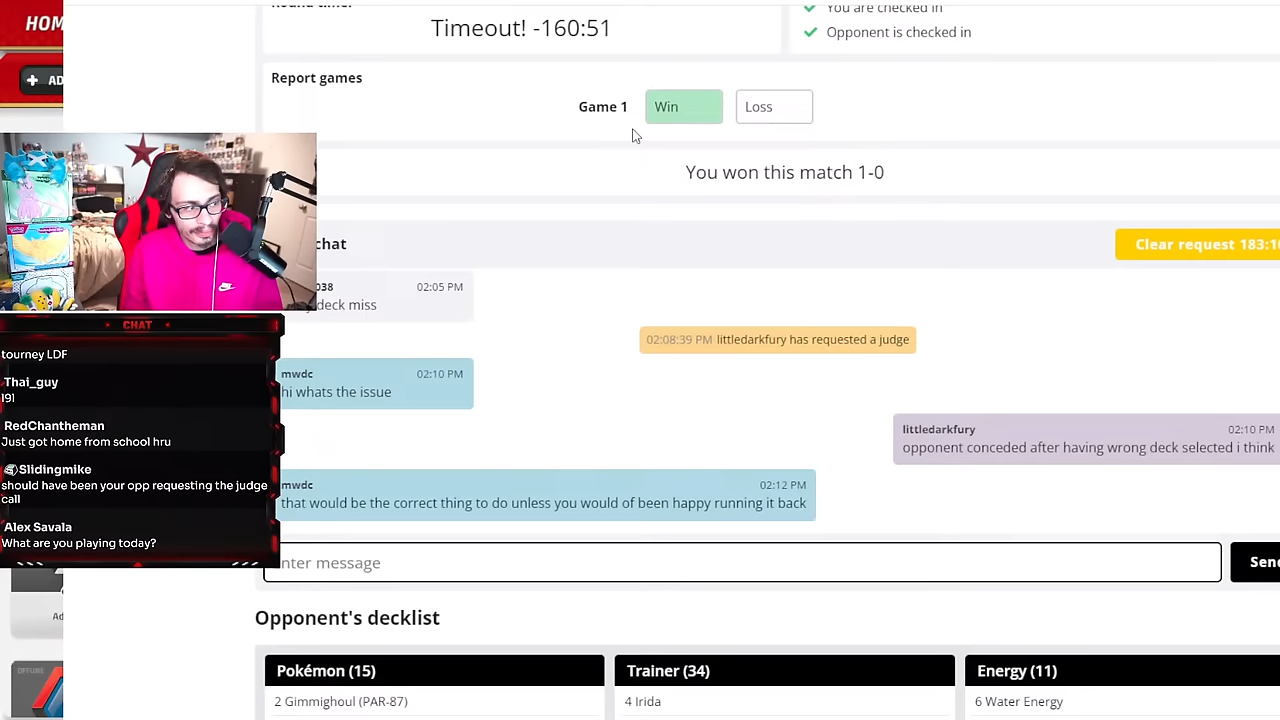 HOM
Timeout! -160:51
You are checked in
Opponent is checked in
+ AD
Report games
Game 1 Win Loss
You won this match 1-0
chat
Clear request 183:1
038 02:05 PM
deck miss
02:08:39 PM littledarkfury has requested a judge
mwdc 02:10 PM
hi whats the issue
littledarkfury 02:10 PM
opponent conceded after having wrong deck selected i think
mwdc 02:12 PM
that would be the correct thing to do unless you would of been happy running it back
CHAT
tourney LDF
Thai_guy
191
RedChantheman
Just got home from school hru
Slidingmike
should have been your opp requesting the judge
call
Alex Savala
What are you playing today?
nter message
Send
Ad
Opponent's decklist
Pokémon (15)
2 Gimmighoul (PAR-87)
Trainer (34)
4 Irida
Energy (11)
6 Water Energy